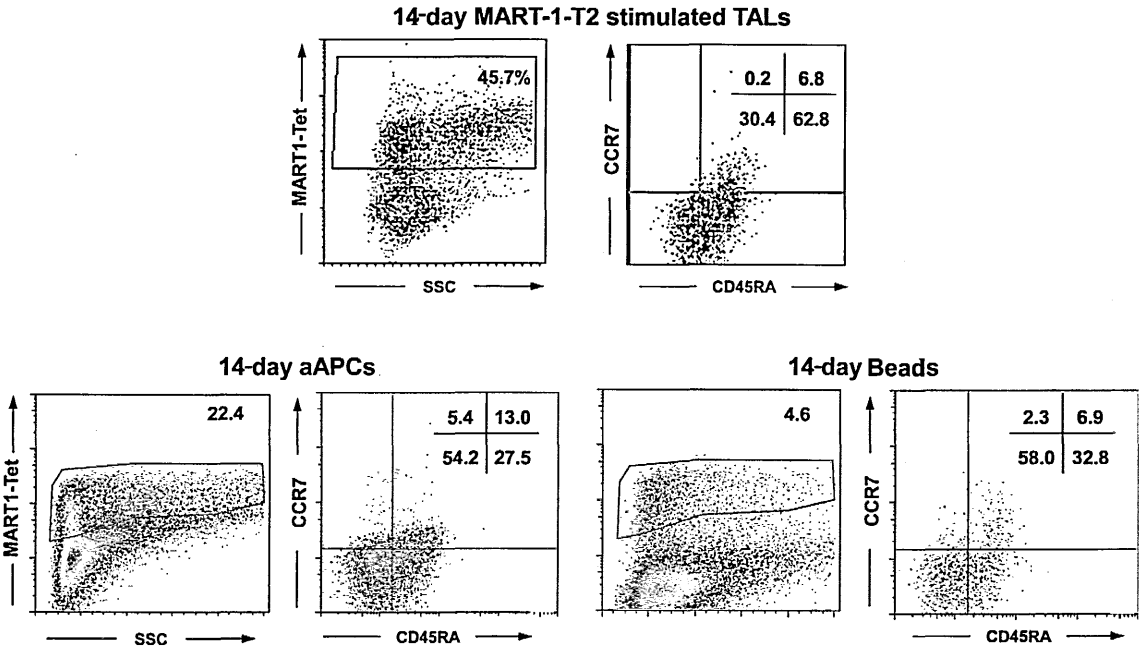 14-day MART-1-T2 stimulated TALs
MART1-Tet
45.7%
SSC
CCR7
0.2 6.8
30.4 62.8
CD45RA
14-day aAPCs
MART1-Tet
22.4
SSC
CCR7
5.4 13.0
54.2 27.5
CD45RA
14-day Beads
4.6
CCR7
2.3 6.9
58.0 32.8
CD45RA